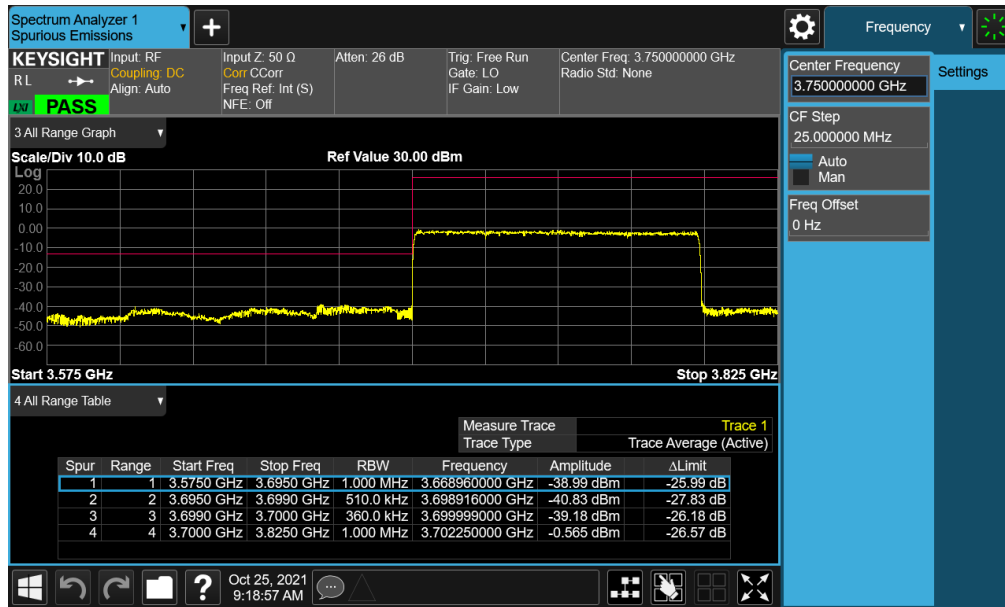 Spectrum Analyzer 1
Spurious Emissions
Frequency
KEYSIGHT
R L
LXI PASS
Input: RF
Coupling: DC
Align: Auto
Input Z: 50 Ω
Corr CCorr
Freq Ref: Int (S)
NFE: Off
Atten: 26 dB
Trig: Free Run
Gate: LO
IF Gain: Low
Center Freq: 3.750000000 GHz
Radio Std: None
Center Frequency
3.750000000 GHz
Settings
CF Step
25.000000 MHz
Auto
Man
Freq Offset
0 Hz
3 All Range Graph
Scale/Div 10.0 dB
Ref Value 30.00 dBm
Log
20.0
10.0
0.00
-10.0
-20.0
-30.0
-40.0
-50.0
-60.0
Start 3.575 GHz
Stop 3.825 GHz
4 All Range Table
Measure Trace Trace 1
Trace Type Trace Average (Active)
Spur Range Start Freq Stop Freq RBW Frequency Amplitude ΔLimit
1 1 3.5750 GHz 3.6950 GHz 1.000 MHz 3.668960000 GHz -38.99 dBm -25.99 dB
2 2 3.6950 GHz 3.6990 GHz 510.0 kHz 3.698916000 GHz -40.83 dBm -27.83 dB
3 3 3.6990 GHz 3.7000 GHz 360.0 kHz 3.699999000 GHz -39.18 dBm -26.18 dB
4 4 3.7000 GHz 3.8250 GHz 1.000 MHz 3.702250000 GHz -0.565 dBm -26.57 dB
?
Oct 25, 2021
9:18:57 AM